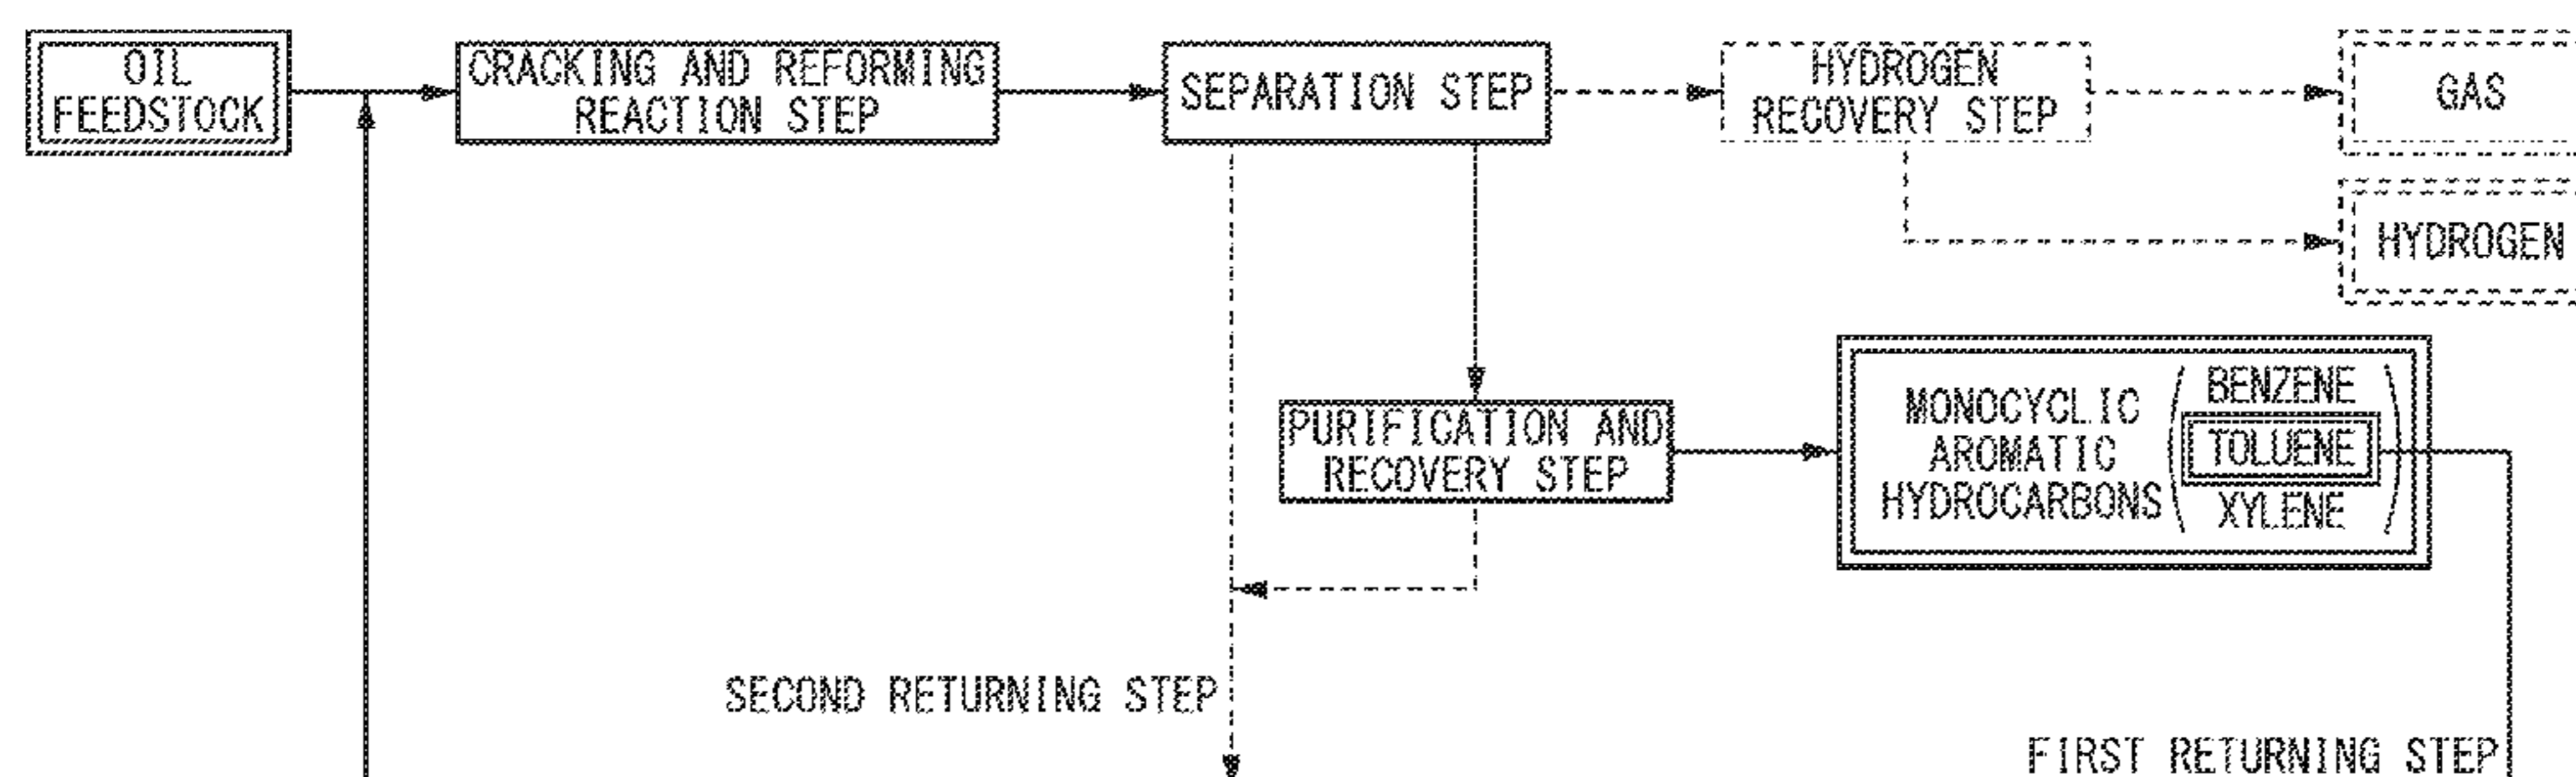 OIL
FEEDSTOCK
CRACKING AND REFORMING
REACTION STEP
SEPARATION STEP
HYDROGEN
RECOVERY STEP
GAS
HYDROGEN
PURIFICATION AND
RECOVERY STEP
MONOCYCLIC
AROMATIC
HYDROCARBONS
BENZENE
TOLUENE
XYLENE
SECOND RETURNING STEP
FIRST RETURNING STEP